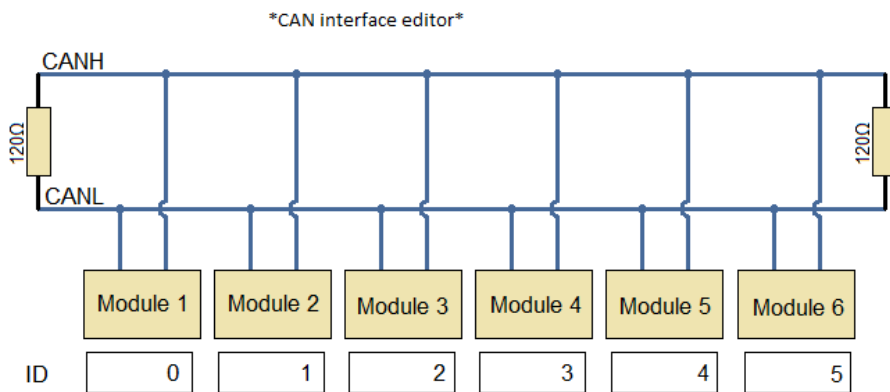 *CAN interface editor*
CANH
120Ω
120Ω
CANL
Module 1 Module 2 Module 3 Module 4 Module 5 Module 6
ID 0 1 2 3 4 5